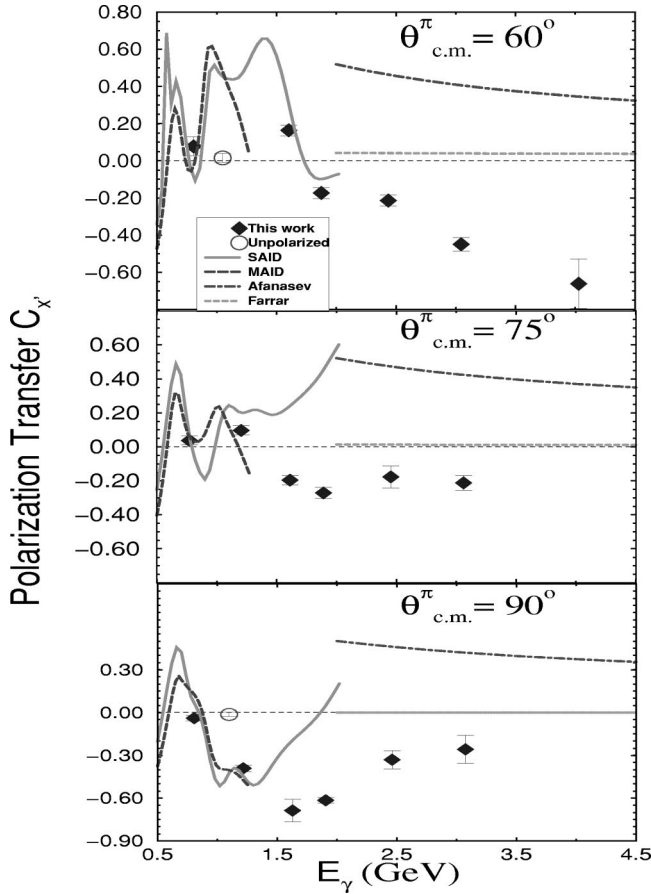 θ^π_c.m. = 60°
0.80
0.60
0.40
0.20
0.00
−0.20
−0.40
−0.60
This work
Unpolarized
SAID
MAID
Afanasev
Farrar
Polarization Transfer C_x'
θ^π_c.m. = 75°
0.60
0.40
0.20
0.00
−0.20
−0.40
−0.60
θ^π_c.m. = 90°
0.30
0.00
−0.30
−0.60
−0.90
0.5 1.5 2.5 3.5 4.5
E_γ (GeV)